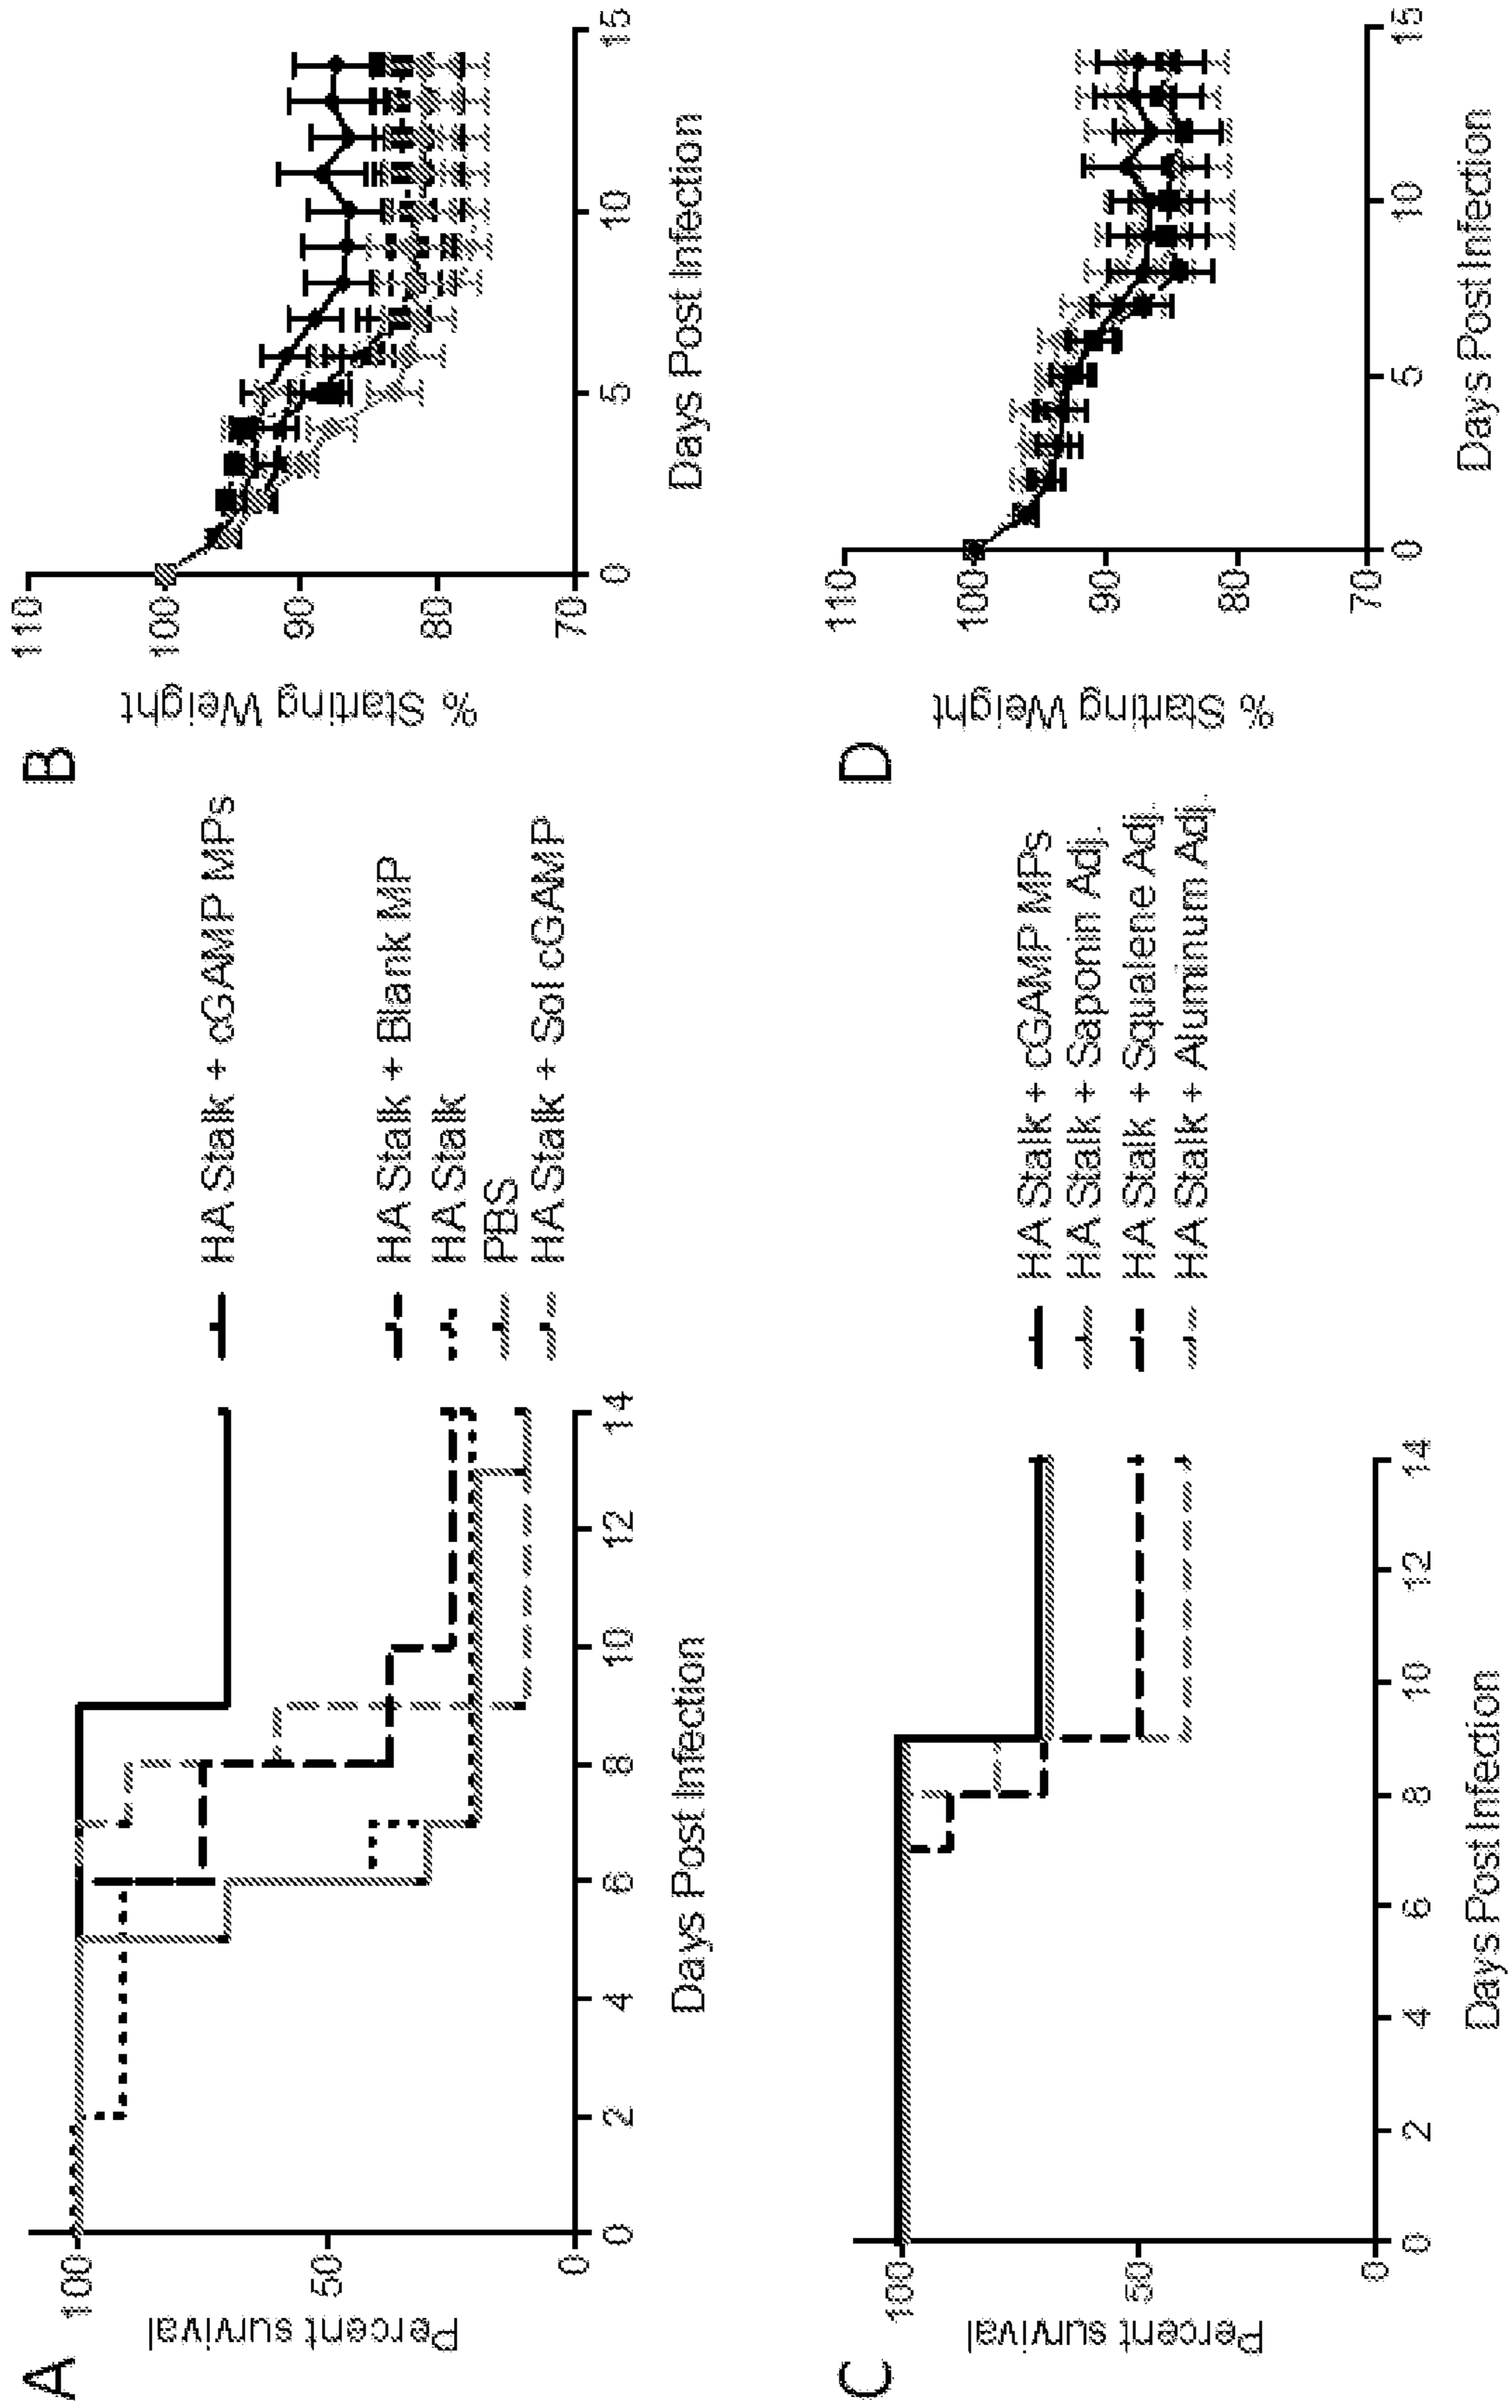 A
Percent survival
100
50
0
0
2
4
6
8
10
12
14
Days Post Infection
HA Stalk + cGAMP MPs
HA Stalk + Blank MP
HA Stalk
PBS
HA Stalk + Sol cGAMP
B
% Starting Weight
110
100
90
80
70
0
5
10
15
Days Post Infection
C
Percent survival
100
50
0
0
2
4
6
8
10
12
14
Days Post Infection
HA Stalk + cGAMP MPs
HA Stalk + Saponin Adj.
HA Stalk + Squalene Adj.
HA Stalk + Aluminum Adj.
D
% Starting Weight
110
100
90
80
70
0
5
10
15
Days Post Infection